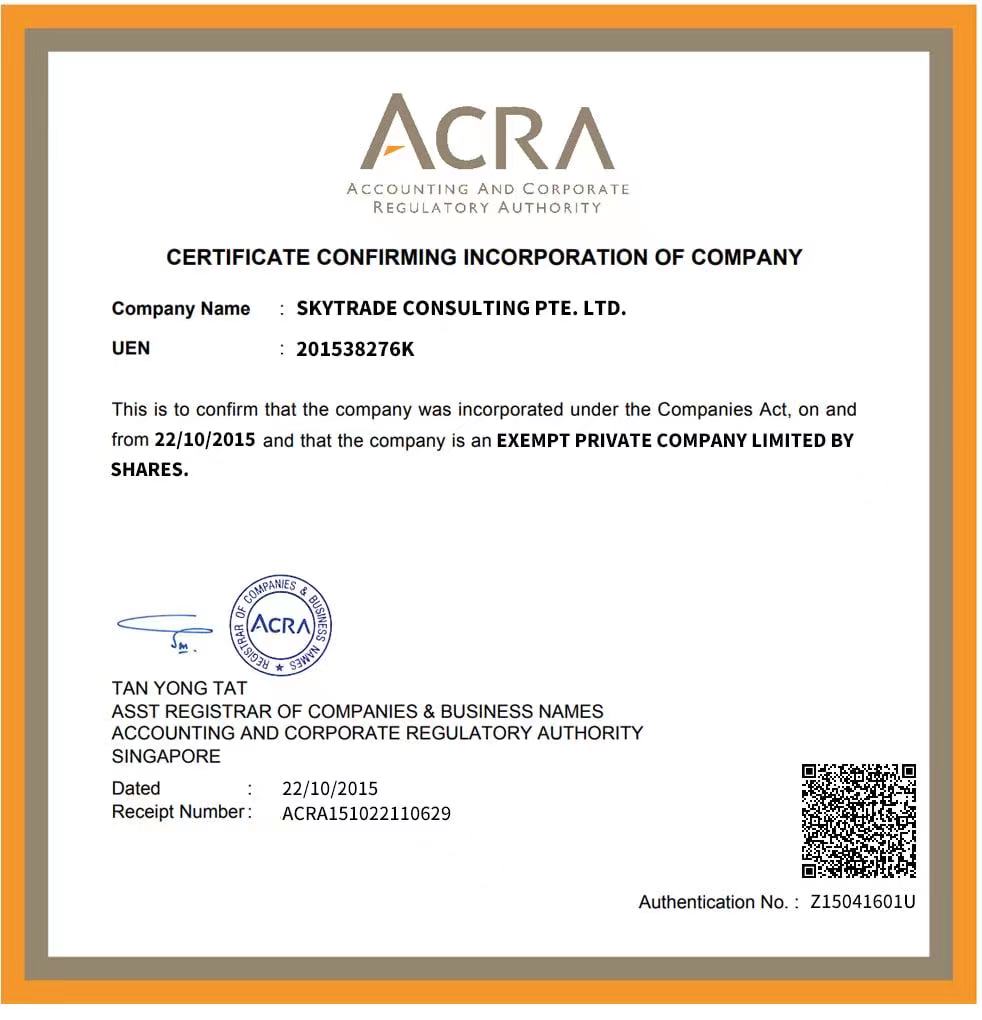 ACRA
ACCOUNTING AND CORPORATE
REGULATORY AUTHORITY
CERTIFICATE CONFIRMING INCORPORATION OF COMPANY
Company Name : SKYTRADE CONSULTING PTE. LTD.
UEN : 201538276K
This is to confirm that the company was incorporated under the Companies Act, on and
from 22/10/2015 and that the company is an EXEMPT PRIVATE COMPANY LIMITED BY
SHARES.
Sm.
REGISTRAR OF COMPANIES & BUSINESS NAMES ★
ACRA
TAN YONG TAT
ASST REGISTRAR OF COMPANIES & BUSINESS NAMES
ACCOUNTING AND CORPORATE REGULATORY AUTHORITY
SINGAPORE
Dated : 22/10/2015
Receipt Number : ACRA151022110629
Authentication No. : Z15041601U